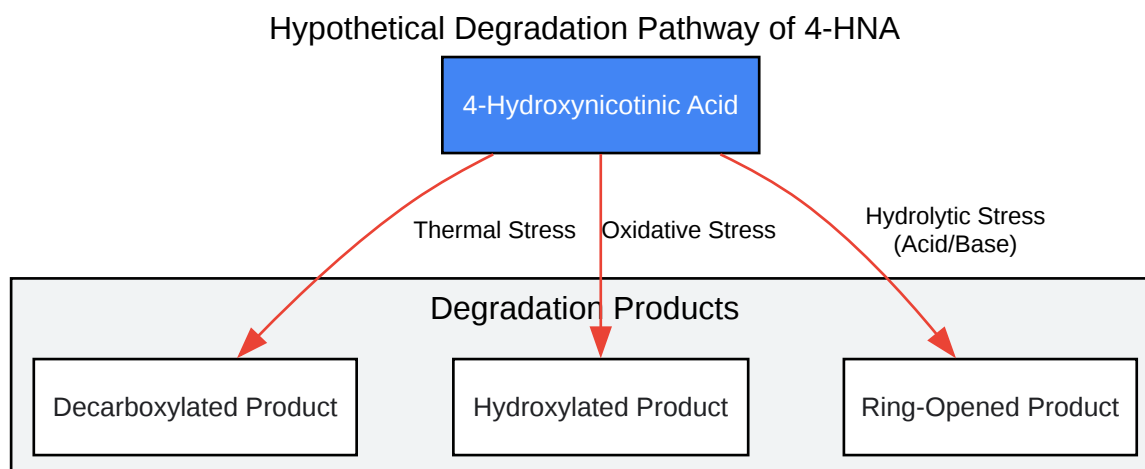 Hypothetical Degradation Pathway of 4-HNA
4-Hydroxynicotinic Acid
Thermal Stress
Oxidative Stress
Hydrolytic Stress
(Acid/Base)
Degradation Products
Decarboxylated Product
Hydroxylated Product
Ring-Opened Product